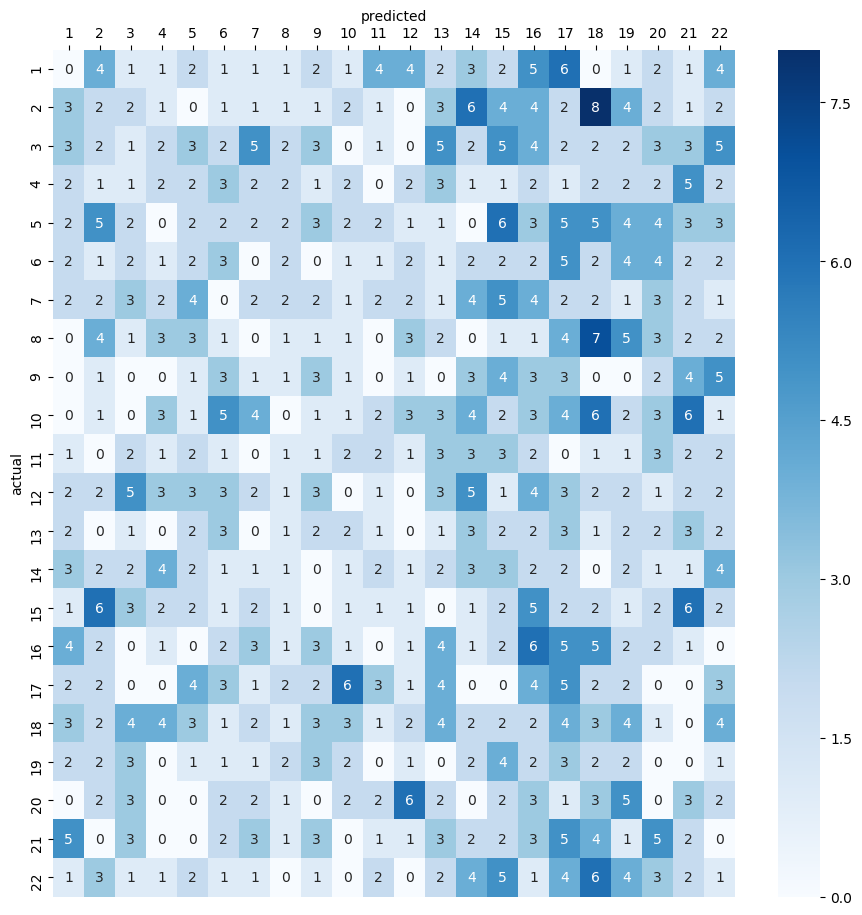 predicted
1 2 3 4 5 6 7 8 9 10 11 12 13 14 15 16 17 18 19 20 21 22
1 0 4 1 1 2 1 1 1 2 1 4 4 2 3 2 5 6 0 1 2 1 4
2 3 2 2 1 0 1 1 1 1 2 1 0 3 6 4 4 2 8 4 2 1 2
3 3 2 1 2 3 2 5 2 3 0 1 0 5 2 5 4 2 2 2 3 3 5
4 2 1 1 2 2 3 2 2 1 2 0 2 3 1 1 2 1 2 2 2 5 2
5 2 5 2 0 2 2 2 2 3 2 2 1 1 0 6 3 5 5 4 4 3 3
6 2 1 2 1 2 3 0 2 0 1 1 2 1 2 2 2 5 2 4 4 2 2
7 2 2 3 2 4 0 2 2 2 1 2 2 1 4 5 4 2 2 1 3 2 1
8 0 4 1 3 3 1 0 1 1 1 0 3 2 0 1 1 4 7 5 3 2 2
9 0 1 0 0 1 3 1 1 3 1 0 1 0 3 4 3 3 0 0 2 4 5
10 0 1 0 3 1 5 4 0 1 1 2 3 3 4 2 3 4 6 2 3 6 1
11 1 0 2 1 2 1 0 1 1 2 2 1 3 3 3 2 0 1 1 3 2 2
12 2 2 5 3 3 3 2 1 3 0 1 0 3 5 1 4 3 2 2 1 2 2
13 2 0 1 0 2 3 0 1 2 2 1 0 1 3 2 2 3 1 2 2 3 2
14 3 2 2 4 2 1 1 1 0 1 2 1 2 3 3 2 2 0 2 1 1 4
15 1 6 3 2 2 1 2 1 0 1 1 1 0 1 2 5 2 2 1 2 6 2
16 4 2 0 1 0 2 3 1 3 1 0 1 4 1 2 6 5 5 2 2 1 0
17 2 2 0 0 4 3 1 2 2 6 3 1 4 0 0 4 5 2 2 0 0 3
18 3 2 4 4 3 1 2 1 3 3 1 2 4 2 2 2 4 3 4 1 0 4
19 2 2 3 0 1 1 1 2 3 2 0 1 0 2 4 2 3 2 2 0 0 1
20 0 2 3 0 0 2 2 1 0 2 2 6 2 0 2 3 1 3 5 0 3 2
21 5 0 3 0 0 2 3 1 3 0 1 1 3 2 2 3 5 4 1 5 2 0
22 1 3 1 1 2 1 1 0 1 0 2 0 2 4 5 1 4 6 4 3 2 1
actual
7.5
6.0
4.5
3.0
1.5
0.0